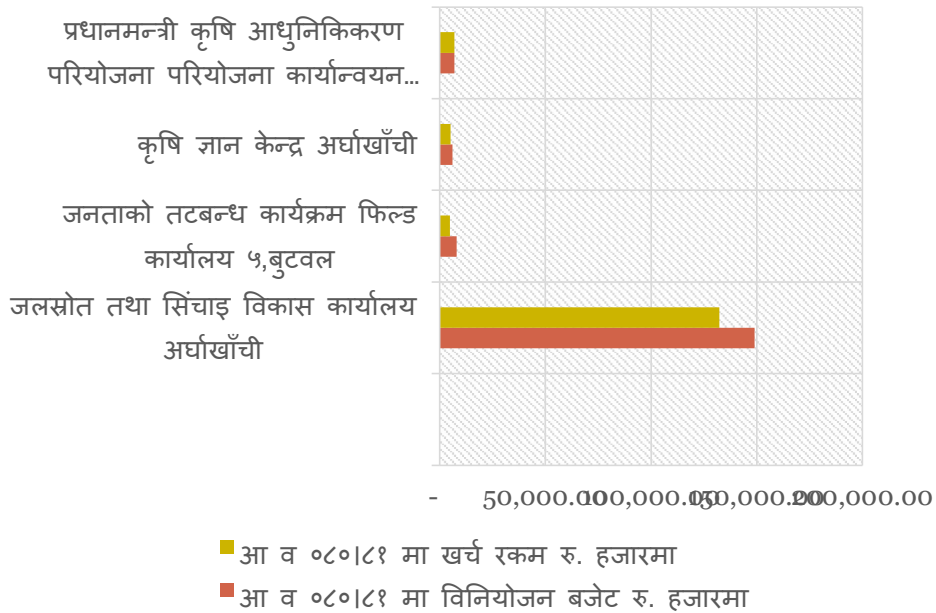 प्रधानमन्त्री कृषि आधुनिकिकरण
परियोजना परियोजना कार्यान्वयन...
कृषि ज्ञान केन्द्र अर्घाखाँची
जनताको तटबन्ध कार्यक्रम फिल्ड
कार्यालय ५,बुटवल
जलस्रोत तथा सिंचाइ विकास कार्यालय
अर्घाखाँची
- 50,000.00 100,000.00 150,000.00 200,000.00
आ व ०८०|८१ मा खर्च रकम रु. हजारमा
आ व ०८०|८१ मा विनियोजन बजेट रु. हजारमा